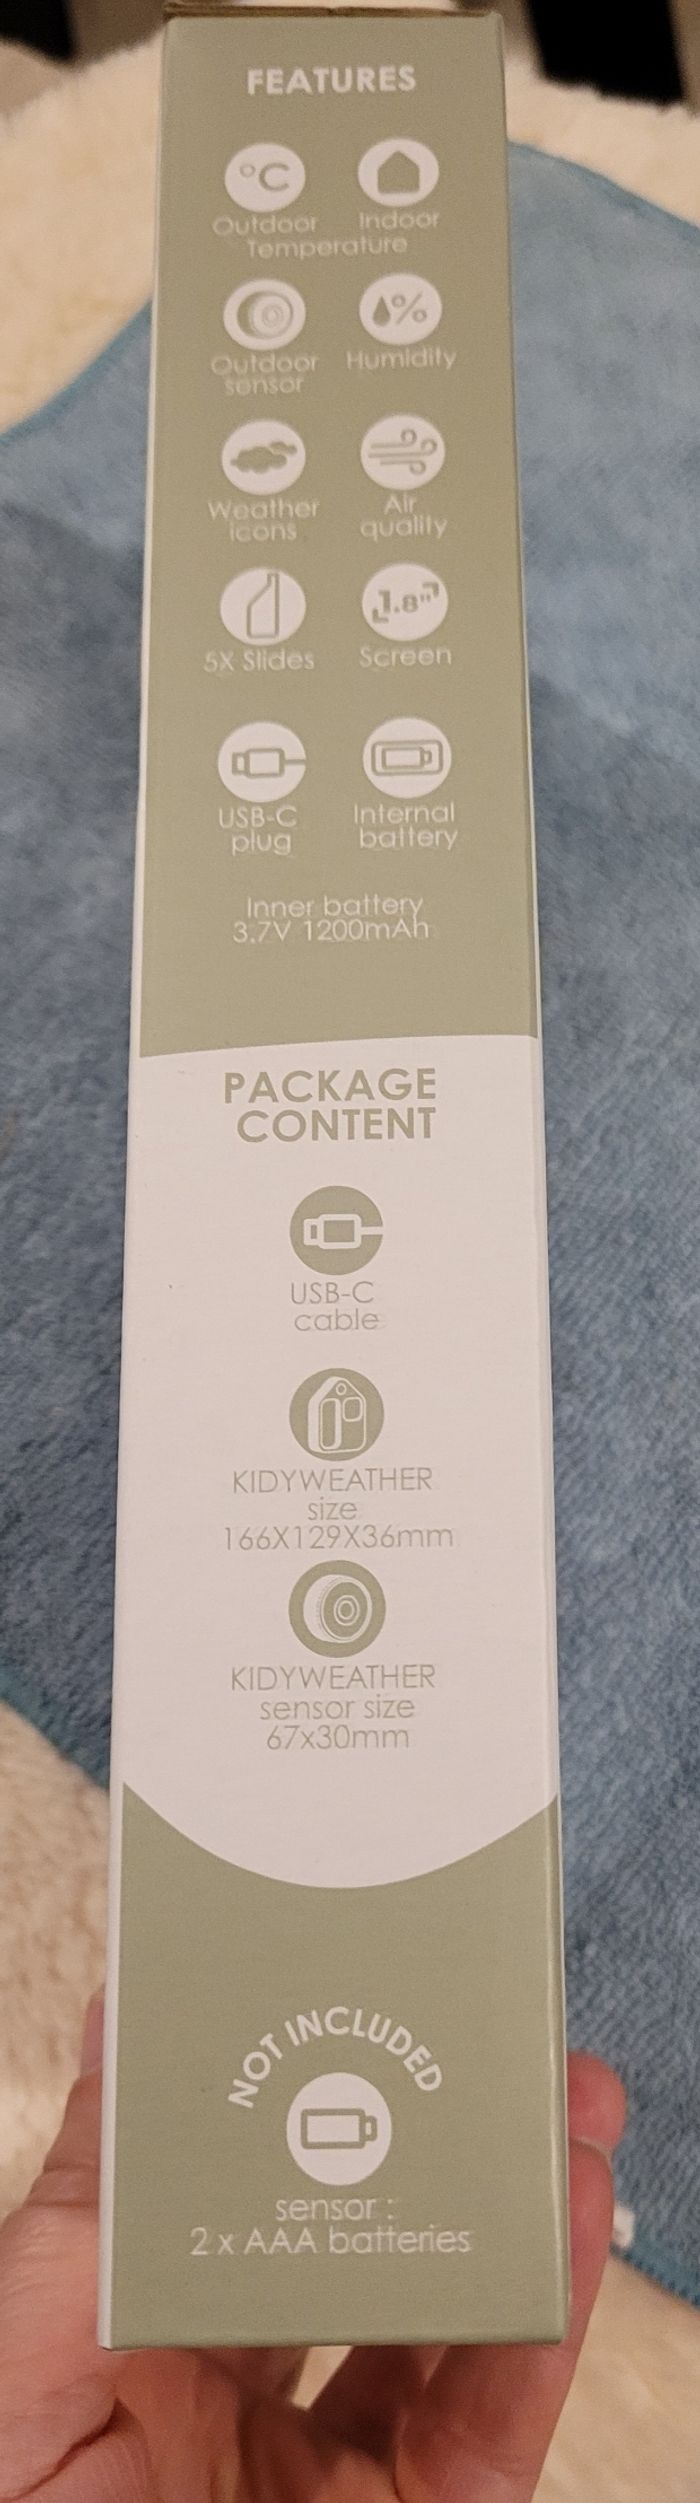 FEATURES
°C
Outdoor Indoor
Temperature
%
Outdoor Humidity
sensor
Weather Air
icons quality
1.8"
5X Slides Screen
USB-C Internal
plug battery
Inner battery
3.7V 1200mAh
PACKAGE
CONTENT
USB-C
cable
KIDYWEATHER
size
166X129X36mm
KIDYWEATHER
sensor size
67x30mm
NOT INCLUDED
sensor :
2 x AAA batteries